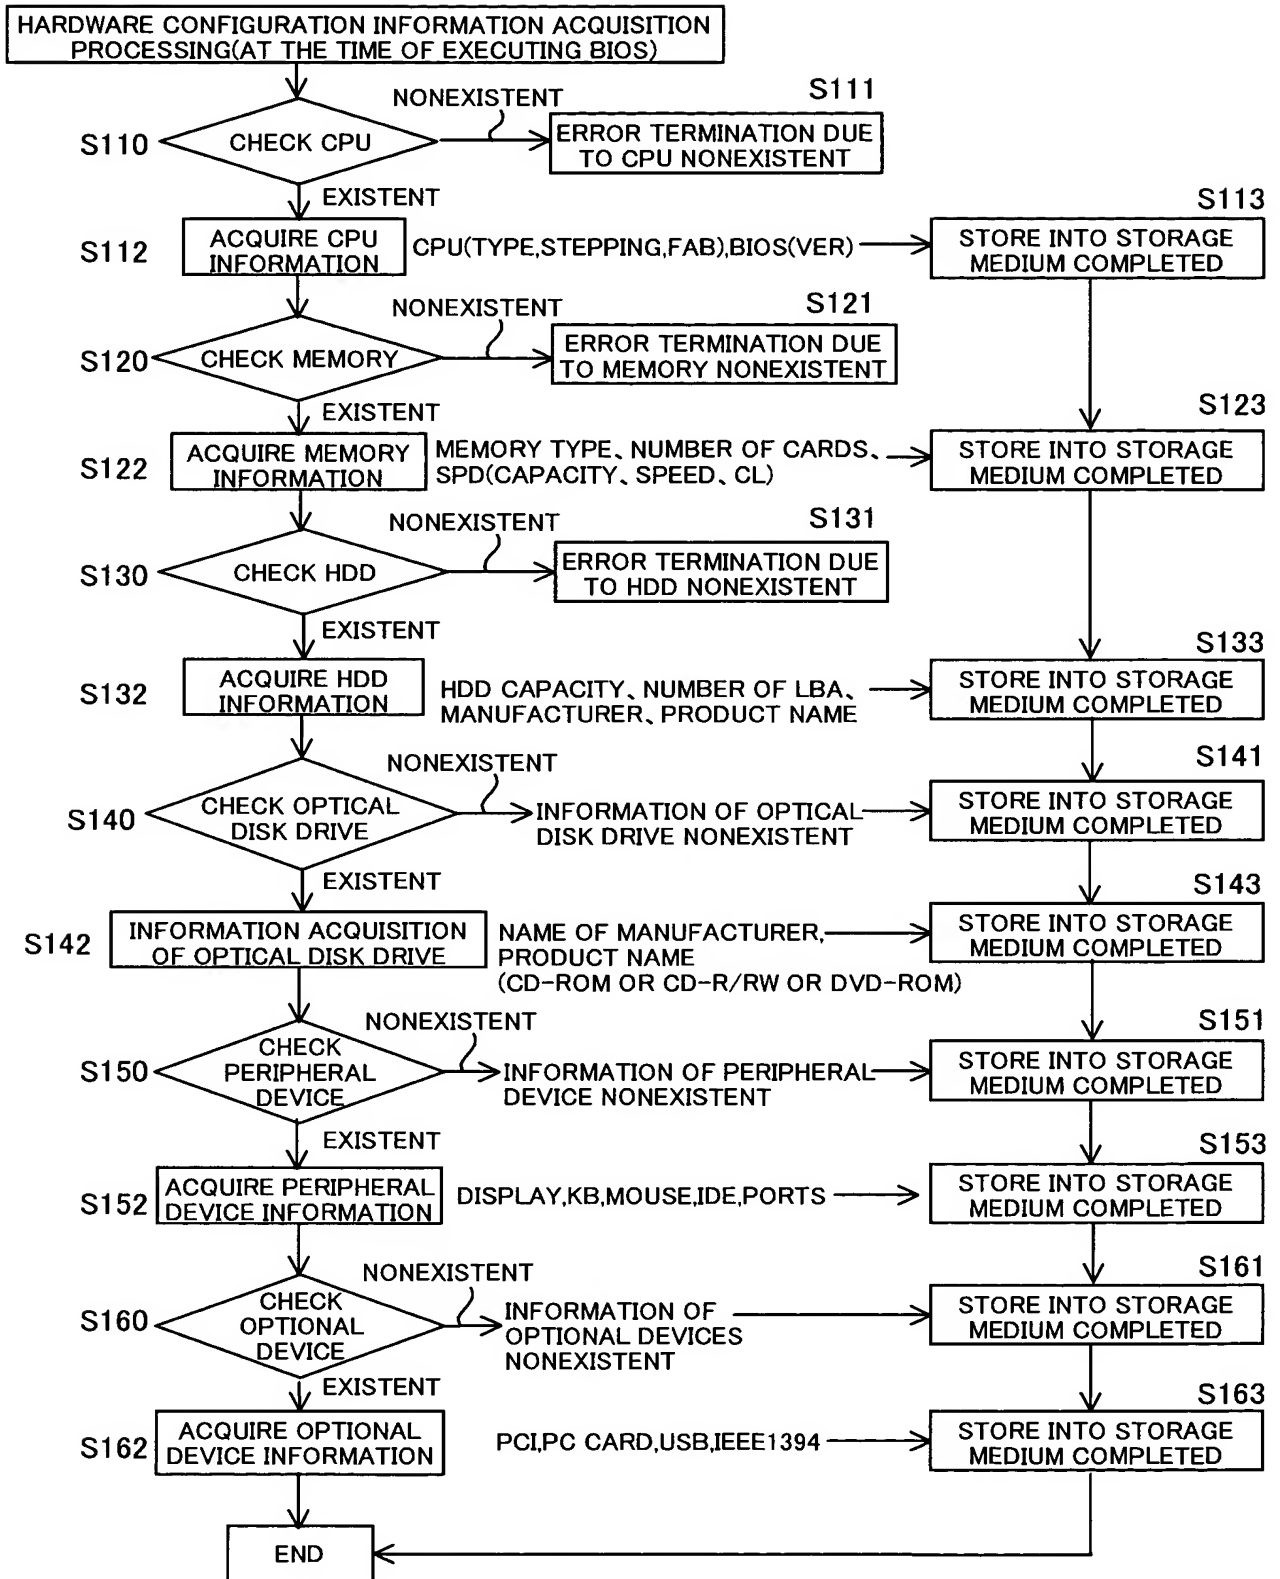 HARDWARE CONFIGURATION INFORMATION ACQUISITION
PROCESSING(AT THE TIME OF EXECUTING BIOS)
S110
CHECK CPU
NONEXISTENT
S111
ERROR TERMINATION DUE
TO CPU NONEXISTENT
EXISTENT
S112
ACQUIRE CPU
INFORMATION
CPU(TYPE,STEPPING,FAB),BIOS(VER)
S113
STORE INTO STORAGE
MEDIUM COMPLETED
S120
CHECK MEMORY
NONEXISTENT
S121
ERROR TERMINATION DUE
TO MEMORY NONEXISTENT
EXISTENT
S122
ACQUIRE MEMORY
INFORMATION
MEMORY TYPE、NUMBER OF CARDS、
SPD(CAPACITY、SPEED、CL)
S123
STORE INTO STORAGE
MEDIUM COMPLETED
S130
CHECK HDD
NONEXISTENT
S131
ERROR TERMINATION DUE
TO HDD NONEXISTENT
EXISTENT
S132
ACQUIRE HDD
INFORMATION
HDD CAPACITY、NUMBER OF LBA、
MANUFACTURER、PRODUCT NAME
S133
STORE INTO STORAGE
MEDIUM COMPLETED
S140
CHECK OPTICAL
DISK DRIVE
NONEXISTENT
INFORMATION OF OPTICAL
DISK DRIVE NONEXISTENT
S141
STORE INTO STORAGE
MEDIUM COMPLETED
EXISTENT
S142
INFORMATION ACQUISITION
OF OPTICAL DISK DRIVE
NAME OF MANUFACTURER,
PRODUCT NAME
(CD-ROM OR CD-R/RW OR DVD-ROM)
S143
STORE INTO STORAGE
MEDIUM COMPLETED
S150
CHECK
PERIPHERAL
DEVICE
NONEXISTENT
INFORMATION OF PERIPHERAL
DEVICE NONEXISTENT
S151
STORE INTO STORAGE
MEDIUM COMPLETED
EXISTENT
S152
ACQUIRE PERIPHERAL
DEVICE INFORMATION
DISPLAY,KB,MOUSE,IDE,PORTS
S153
STORE INTO STORAGE
MEDIUM COMPLETED
S160
CHECK
OPTIONAL
DEVICE
NONEXISTENT
INFORMATION OF
OPTIONAL DEVICES
NONEXISTENT
S161
STORE INTO STORAGE
MEDIUM COMPLETED
EXISTENT
S162
ACQUIRE OPTIONAL
DEVICE INFORMATION
PCI,PC CARD,USB,IEEE1394
S163
STORE INTO STORAGE
MEDIUM COMPLETED
END